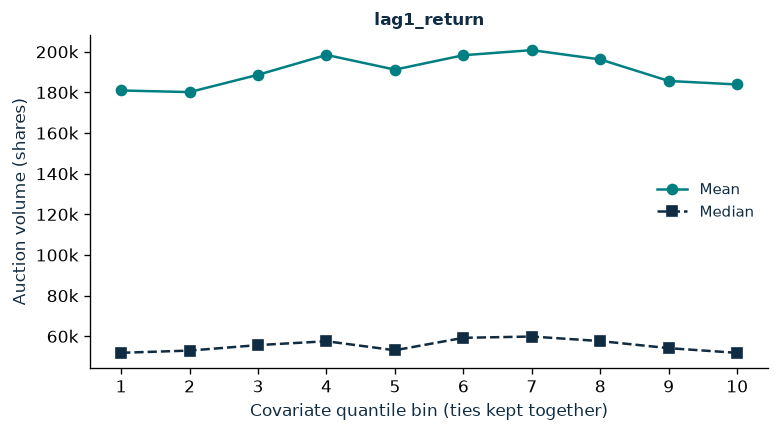 lag1_return
Auction volume (shares)
200k
180k
160k
140k
120k
100k
80k
60k
Mean
Median
1 2 3 4 5 6 7 8 9 10
Covariate quantile bin (ties kept together)